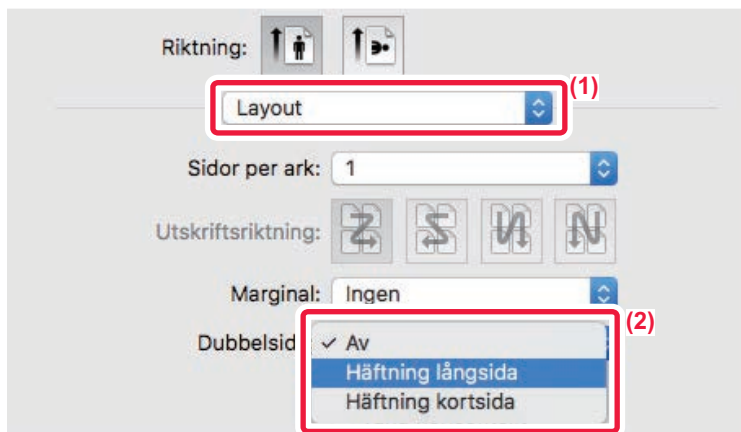 Riktning:
(1)
Layout
Sidor per ark: 1
Utskriftsriktning:
Marginal: Ingen
(2)
Dubbelsid ✓ Av
Häftning långsida
Häftning kortsida